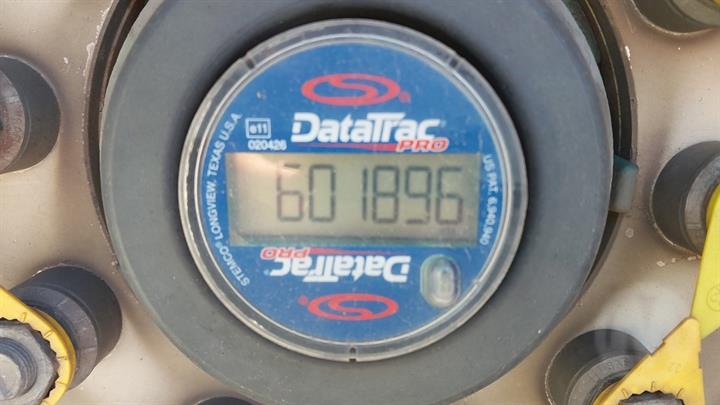 S®
DataTrac®
PRO
e11
020426
STEMCO® LONGVIEW, TEXAS U.S.A.
US PAT. 6,940,940
601896
DataTrac®
PRO
S